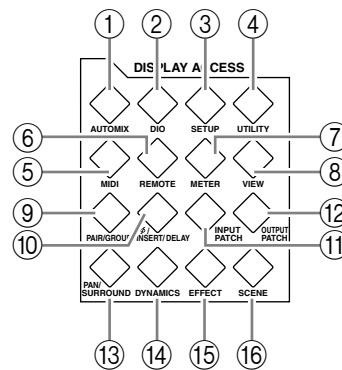 ① ② ③ ④
DISPLAY ACCESS
AUTOMIX DIO SETUP UTILITY
⑥ ⑦
⑤ ⑧
MIDI REMOTE METER VIEW
⑨ ⑫
PAIR/GROUP ϕ/INSERT/DELAY INPUT PATCH OUTPUT PATCH
⑩ ⑪
PAN/SURROUND DYNAMICS EFFECT SCENE
⑬ ⑭ ⑮ ⑯